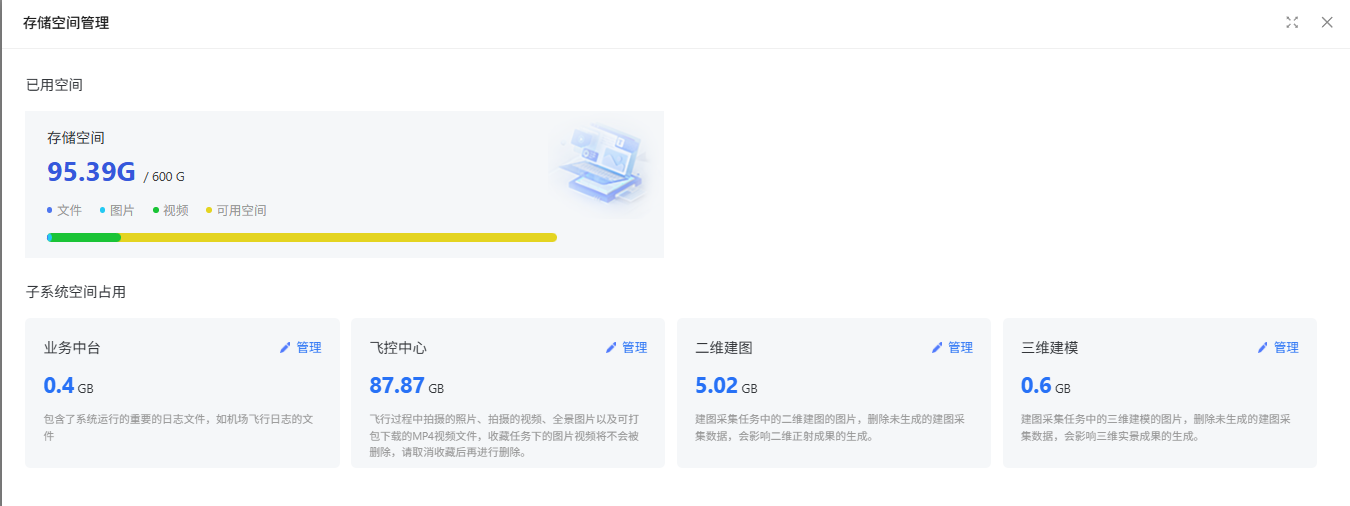 存储空间管理
已用空间
存储空间
95.39G / 600 G
文件 图片 视频 可用空间
子系统空间占用
业务中台 管理
0.4 GB
包含了系统运行的重要的日志文件，如机场飞行日志的文
件
飞控中心 管理
87.87 GB
飞行过程中拍摄的照片、拍摄的视频、全景图片以及可打
包下载的MP4视频文件，收藏任务下的图片视频将不会被
删除，请取消收藏后再进行删除。
二维建图 管理
5.02 GB
建图采集任务中的二维建图的图片，删除未生成的建图采
集数据，会影响二维正射成果的生成。
三维建模 管理
0.6 GB
建图采集任务中的三维建模的图片，删除未生成的建图采
集数据，会影响三维实景成果的生成。